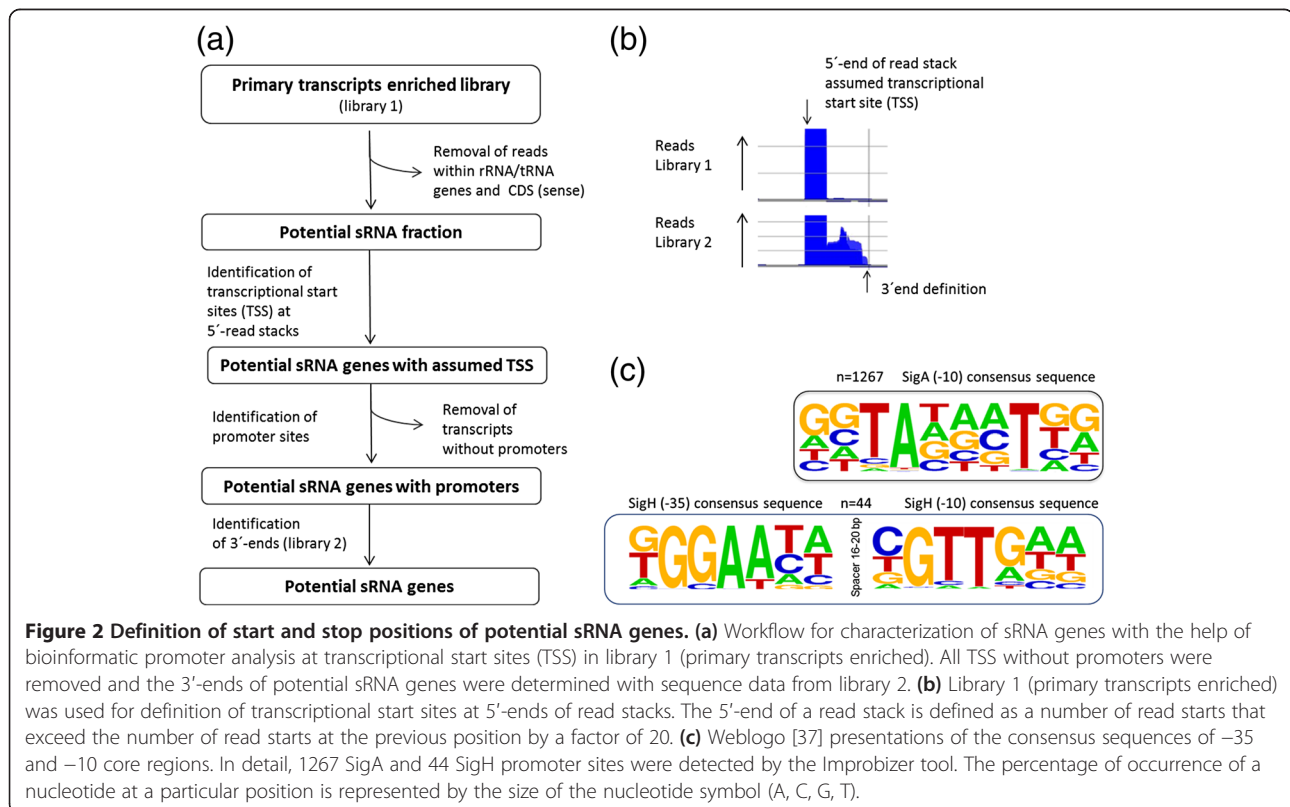 (a)
Primary transcripts enriched library
(library 1)
Removal of reads
within rRNA/tRNA
genes and CDS (sense)
Potential sRNA fraction
Identification of
transcriptional start
sites (TSS) at
5´-read stacks
Potential sRNA genes with assumed TSS
Identification of
promoter sites
Removal of
transcripts
without promoters
Potential sRNA genes with promoters
Identification
of 3´-ends (library 2)
Potential sRNA genes
(b)
5´-end of read stack
assumed transcriptional
start site (TSS)
Reads
Library 1
Reads
Library 2
3´end definition
(c)
n=1267 SigA (-10) consensus sequence
SigH (-35) consensus sequence n=44 SigH (-10) consensus sequence
Spacer 16-20 bp
Figure 2 Definition of start and stop positions of potential sRNA genes. (a) Workflow for characterization of sRNA genes with the help of
bioinformatic promoter analysis at transcriptional start sites (TSS) in library 1 (primary transcripts enriched). All TSS without promoters were
removed and the 3′-ends of potential sRNA genes were determined with sequence data from library 2. (b) Library 1 (primary transcripts enriched)
was used for definition of transcriptional start sites at 5′-ends of read stacks. The 5′-end of a read stack is defined as a number of read starts that
exceed the number of read starts at the previous position by a factor of 20. (c) Weblogo [37] presentations of the consensus sequences of −35
and −10 core regions. In detail, 1267 SigA and 44 SigH promoter sites were detected by the Improbizer tool. The percentage of occurrence of a
nucleotide at a particular position is represented by the size of the nucleotide symbol (A, C, G, T).